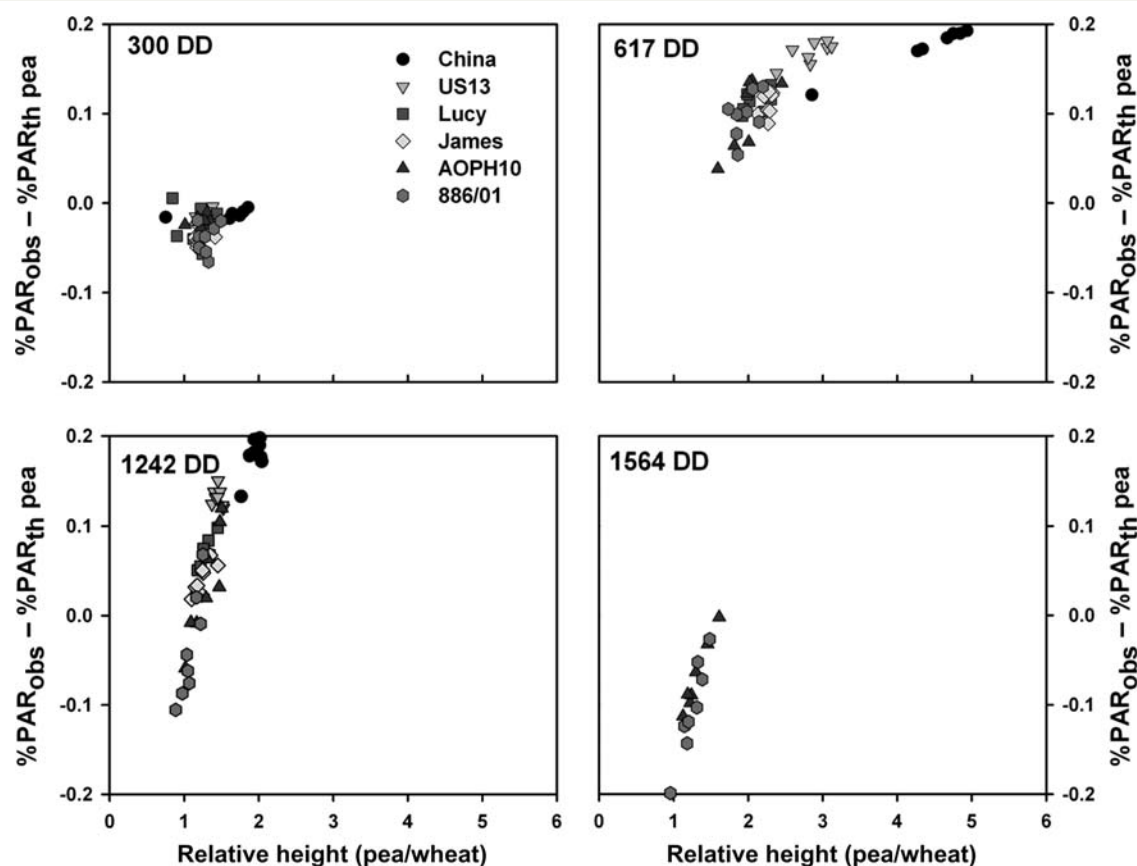 300 DD
China
US13
Lucy
James
AOPH10
886/01
0.2
0.1
0.0
-0.1
-0.2
%PARobs – %PARth pea
617 DD
0.2
0.1
0.0
-0.1
-0.2
%PARobs – %PARth pea
1242 DD
0.2
0.1
0.0
-0.1
-0.2
%PARobs – %PARth pea
0 1 2 3 4 5 6
Relative height (pea/wheat)
1564 DD
0.2
0.1
0.0
-0.1
-0.2
%PARobs – %PARth pea
0 1 2 3 4 5 6
Relative height (pea/wheat)